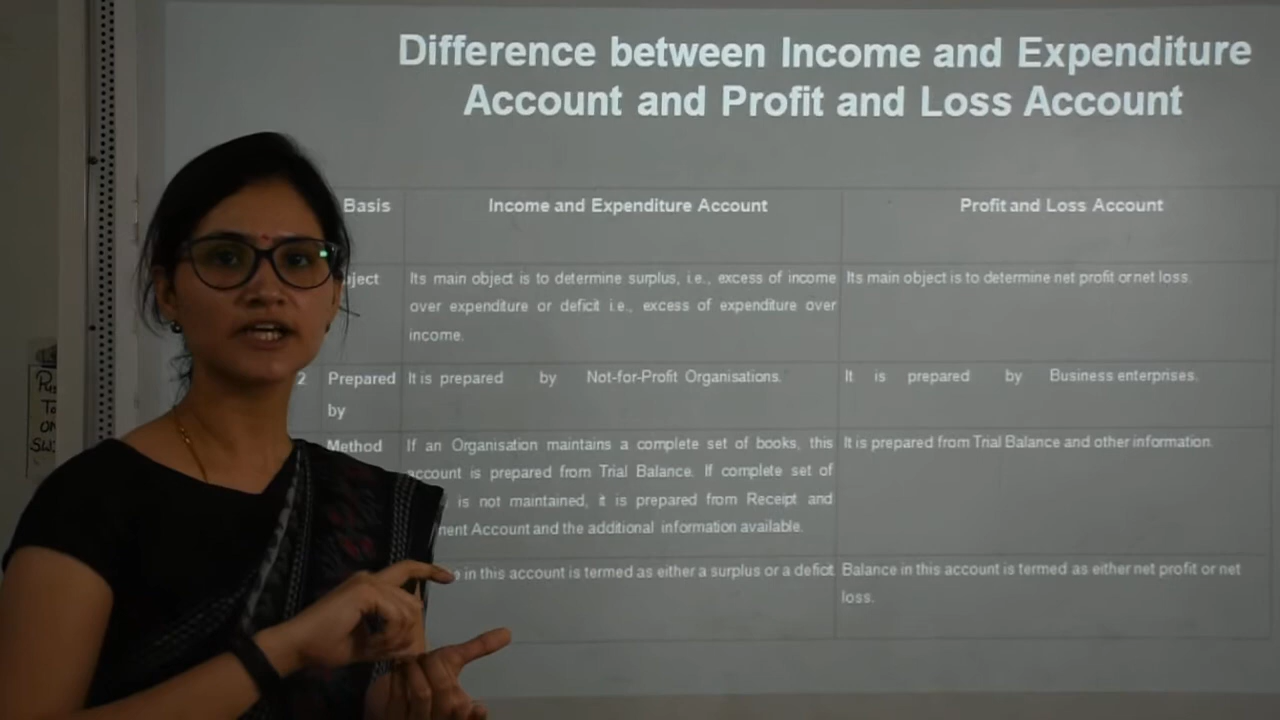 Difference between Income and Expenditure
Account and Profit and Loss Account
Basis
Income and Expenditure Account
Profit and Loss Account
ject
Its main object is to determine surplus, i.e., excess of income
over expenditure or deficit i.e., excess of expenditure over
income.
Its main object is to determine net profit or net loss.
2
Prepared
by
It is prepared by Not-for-Profit Organisations.
It is prepared by Business enterprises.
Method
If an Organisation maintains a complete set of books, this
account is prepared from Trial Balance. If complete set of
is not maintained, it is prepared from Receipt and
ment Account and the additional information available.
It is prepared from Trial Balance and other information.
in this account is termed as either a surplus or a deficit
Balance in this account is termed as either net profit or net
loss.
To